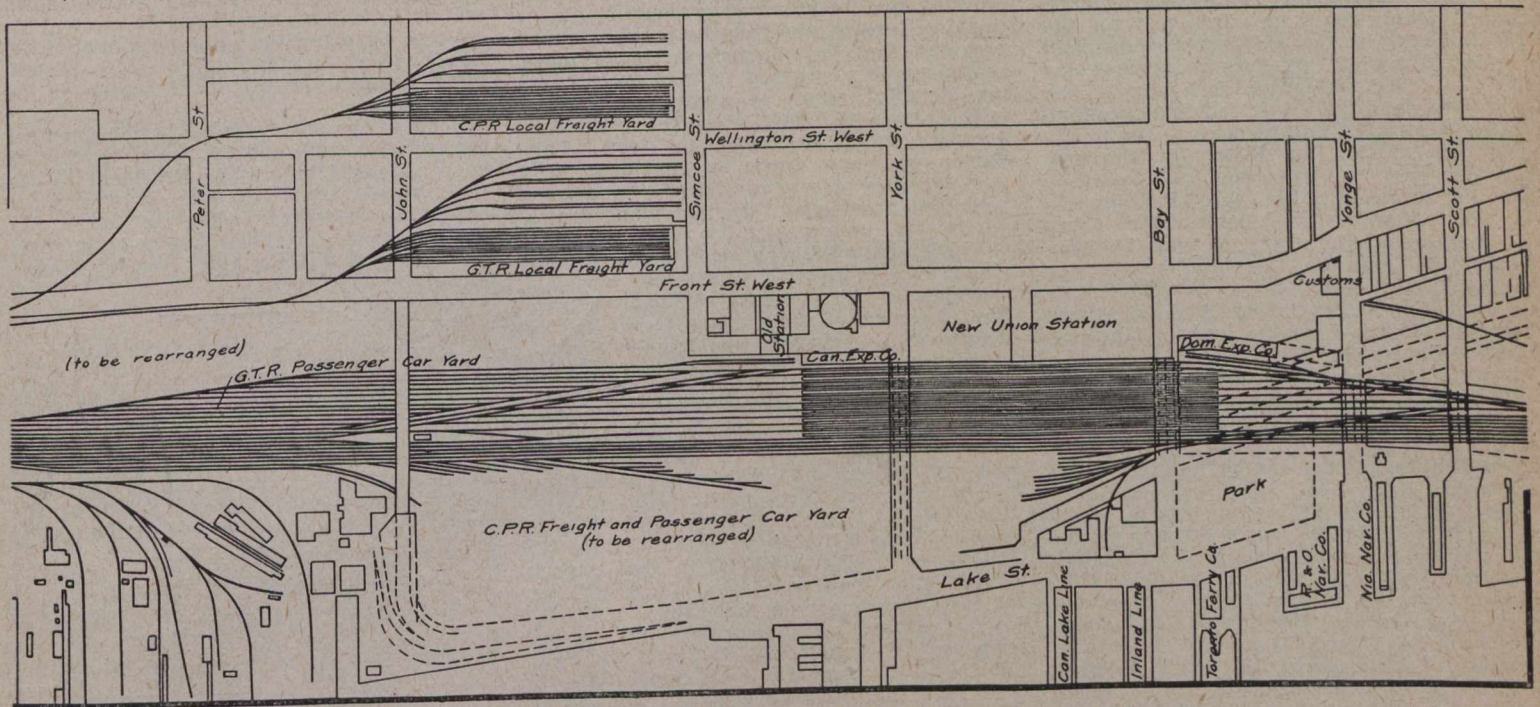 C.P.R. Local Freight Yard
Wellington St. West
Peter St
John St.
Simcoe St.
York St.
Bay St.
Yonge St.
Scott St.
G.T.R. Local Freight Yard
Front St. West
Customs
Old
Station
New Union Station
(to be rearranged)
G.T.R. Passenger Car Yard
Can. Exp. Co.
Dom. Exp. Co.
Park
C.P.R. Freight and Passenger Car Yard
(to be rearranged)
Lake St.
Can. Lake Line
Inland Line
Toronto Ferry Co.
R. & O.
Nav. Co.
Nia. Nav. Co.